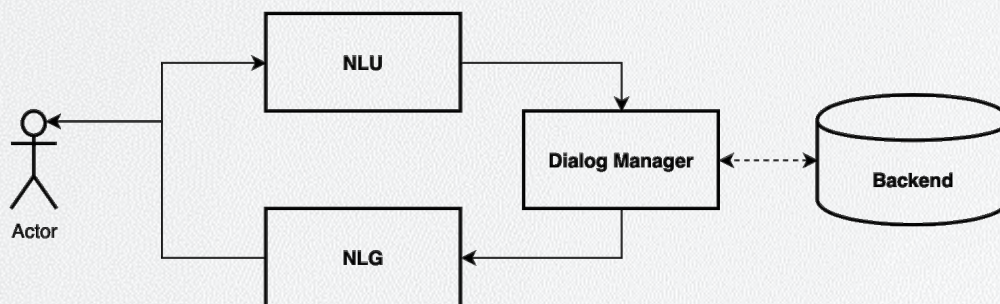 NLU
Dialog Manager
Backend
Actor
NLG